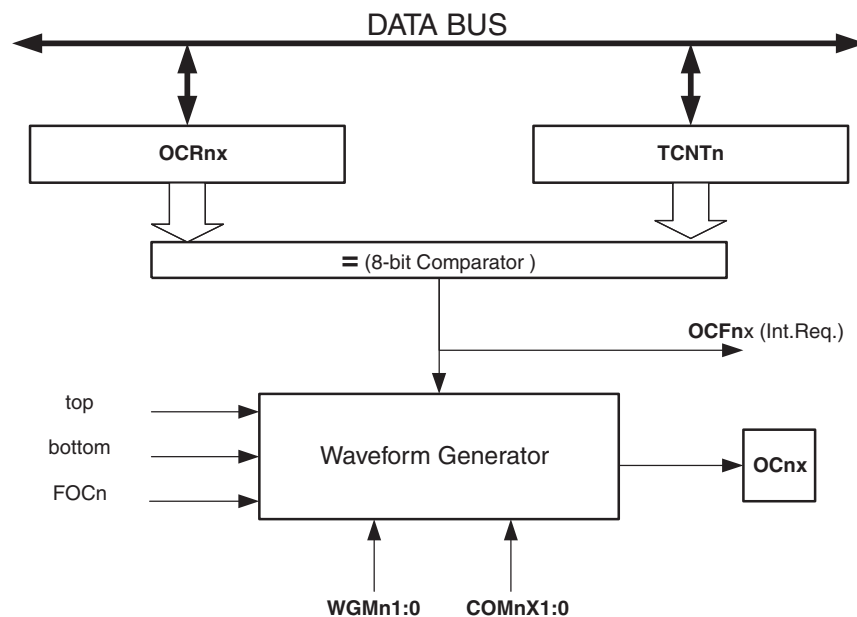 DATA BUS
OCRnx
TCNTn
= (8-bit Comparator )
OCFnx (Int.Req.)
top
bottom
FOCn
Waveform Generator
OCnx
WGMn1:0
COMnX1:0